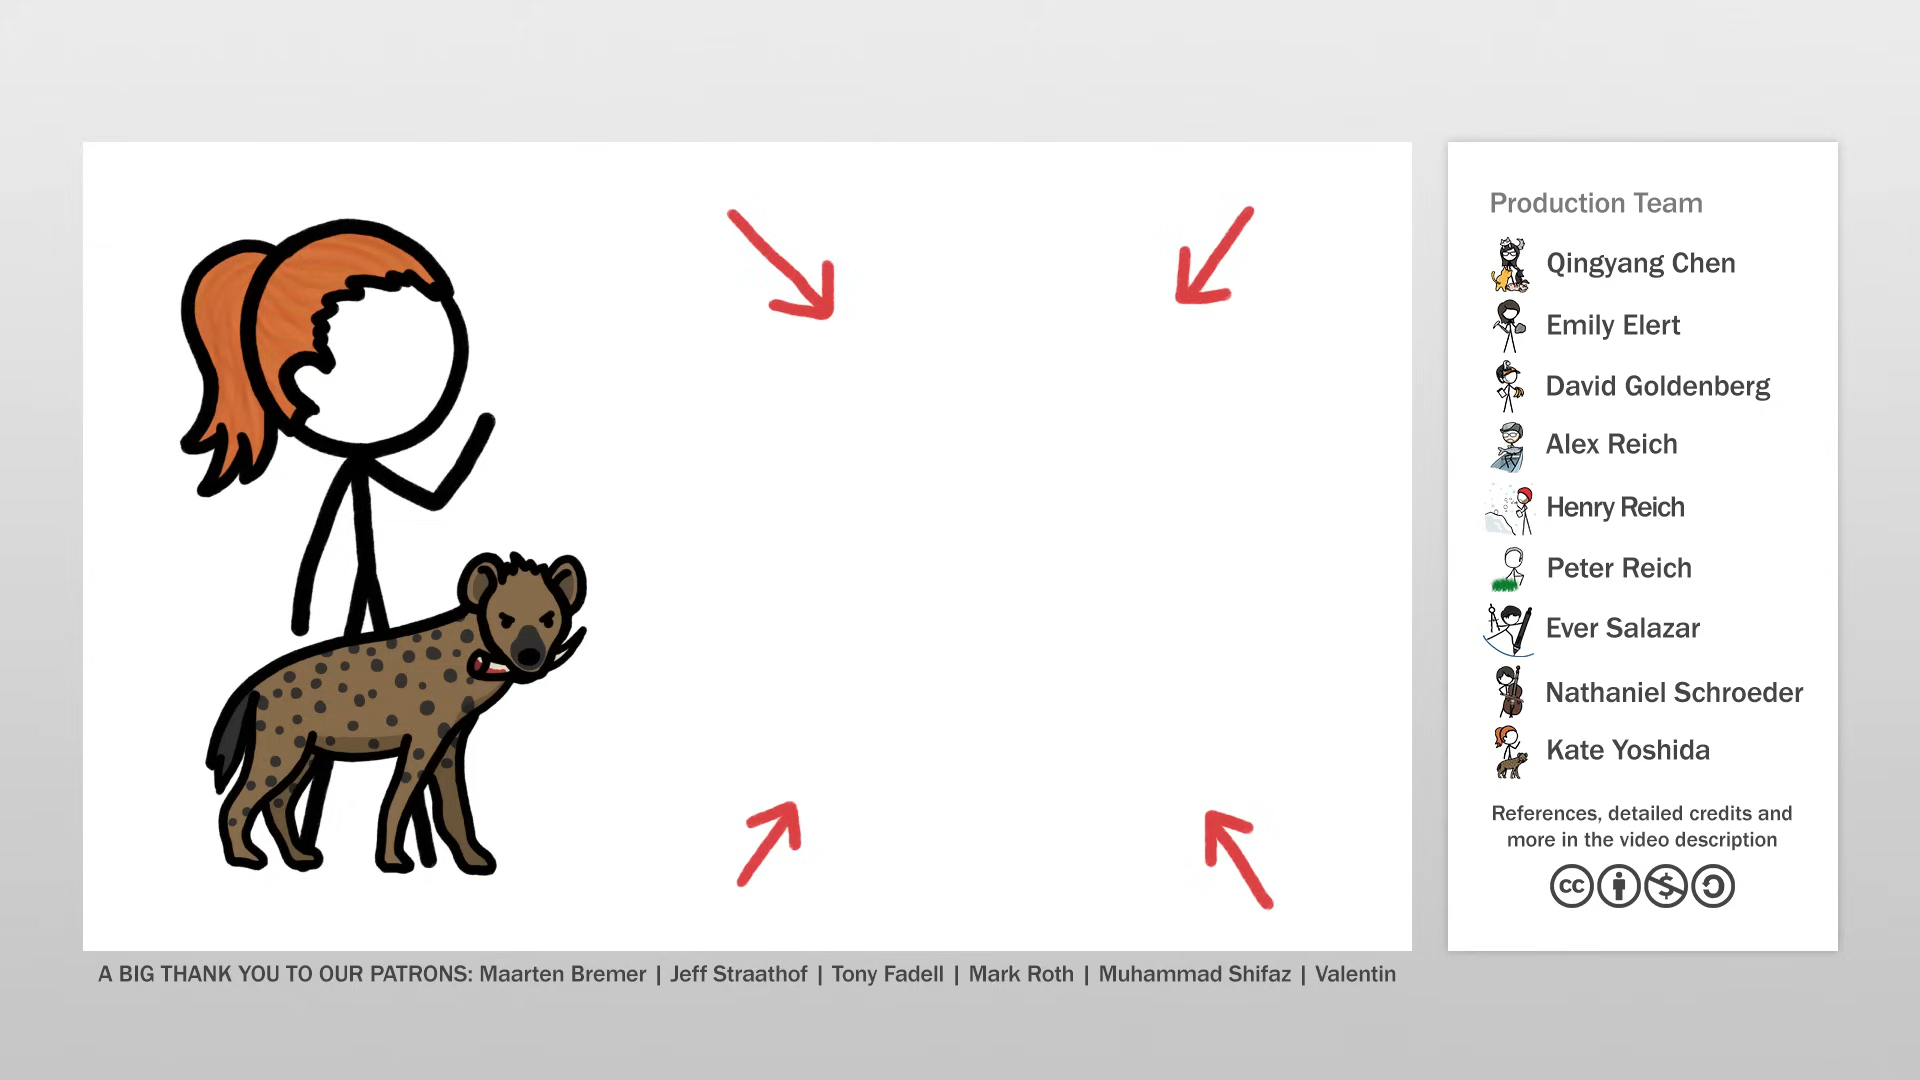 Production Team
Qingyang Chen
Emily Elert
David Goldenberg
Alex Reich
Henry Reich
Peter Reich
Ever Salazar
Nathaniel Schroeder
Kate Yoshida
References, detailed credits and
more in the video description
cc
A BIG THANK YOU TO OUR PATRONS: Maarten Bremer | Jeff Straathof | Tony Fadell | Mark Roth | Muhammad Shifaz | Valentin